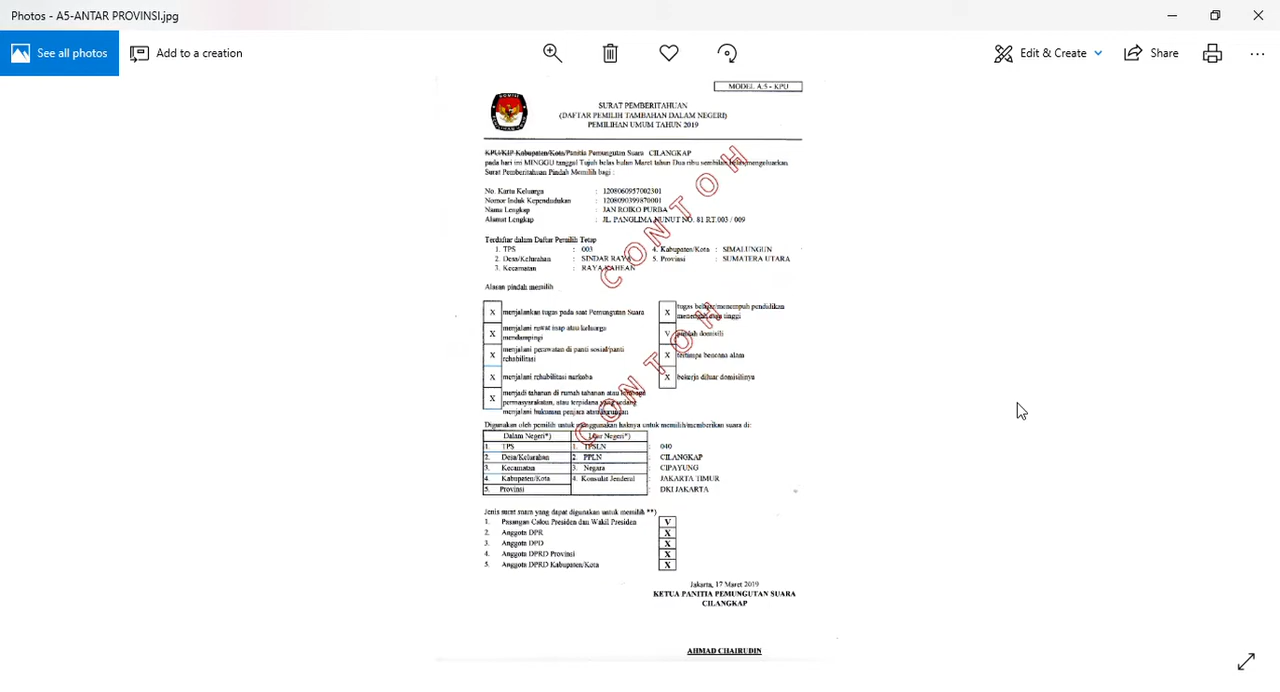 Photos - A5-ANTAR PROVINSI.jpg
See all photos
Add to a creation
Edit & Create
Share
MODEL A.5 - KPU
SURAT PEMBERITAHUAN
(DAFTAR PEMILIH TAMBAHAN DALAM NEGERI)
PEMILIHAN UMUM TAHUN 2019
KPU/KIP Kabupaten/Kota/Panitia Pemungutan Suara CILANGKAP
pada hari ini MINGGU tanggal Tujuh belas bulan Maret tahun Dua ribu sembilan belas mengeluarkan
Surat Pemberitahuan Pindah Memilih bagi :
No. Kartu Keluarga : 1208060957002301
Nomor Induk Kependudukan : 1208090399870001
Nama Lengkap : JAN ROIKO PURBA
Alamat Lengkap : JL. PANGLIMA NUNUT NO. 81 RT.003 / 009
Terdaftar dalam Daftar Pemilih Tetap
1. TPS : 003 4. Kabupaten/Kota : SIMALUNGUN
2. Desa/Kelurahan : SINDAR RAYA 5. Provinsi : SUMATERA UTARA
3. Kecamatan : RAYA KAHEAN
CONTOH
Alasan pindah memilih
X menjalankan tugas pada saat Pemungutan Suara
X menjalani rawat inap atau keluarga
mendampingi
X menjalani perawatan di panti sosial/panti
rehabilitasi
X menjalani rehabilitasi narkoba
X menjadi tahanan di rumah tahanan atau lembaga
permasyarakatan, atau terpidana yang sedang
menjalani hukuman penjara atau kurungan
X tugas belajar/menempuh pendidikan
menengah atau tinggi
V pindah domisili
X tertimpa bencana alam
X bekerja diluar domisilinya
CONTOH
Digunakan oleh pemilih untuk menggunakan haknya untuk memilih/memberikan suara di:
Dalam Negeri*) Luar Negeri*)
1. TPS 1. TPSLN : 040
2. Desa/Kelurahan 2. PPLN : CILANGKAP
3. Kecamatan 3. Negara : CIPAYUNG
4. Kabupaten/Kota 4. Konsulat Jenderal : JAKARTA TIMUR
5. Provinsi : DKI JAKARTA
Jenis surat suara yang dapat digunakan untuk memilih **)
1. Pasangan Calon Presiden dan Wakil Presiden V
2. Anggota DPR X
3. Anggota DPD X
4. Anggota DPRD Provinsi X
5. Anggota DPRD Kabupaten/Kota X
Jakarta, 17 Maret 2019
KETUA PANITIA PEMUNGUTAN SUARA
CILANGKAP
AHMAD CHAIRUDIN